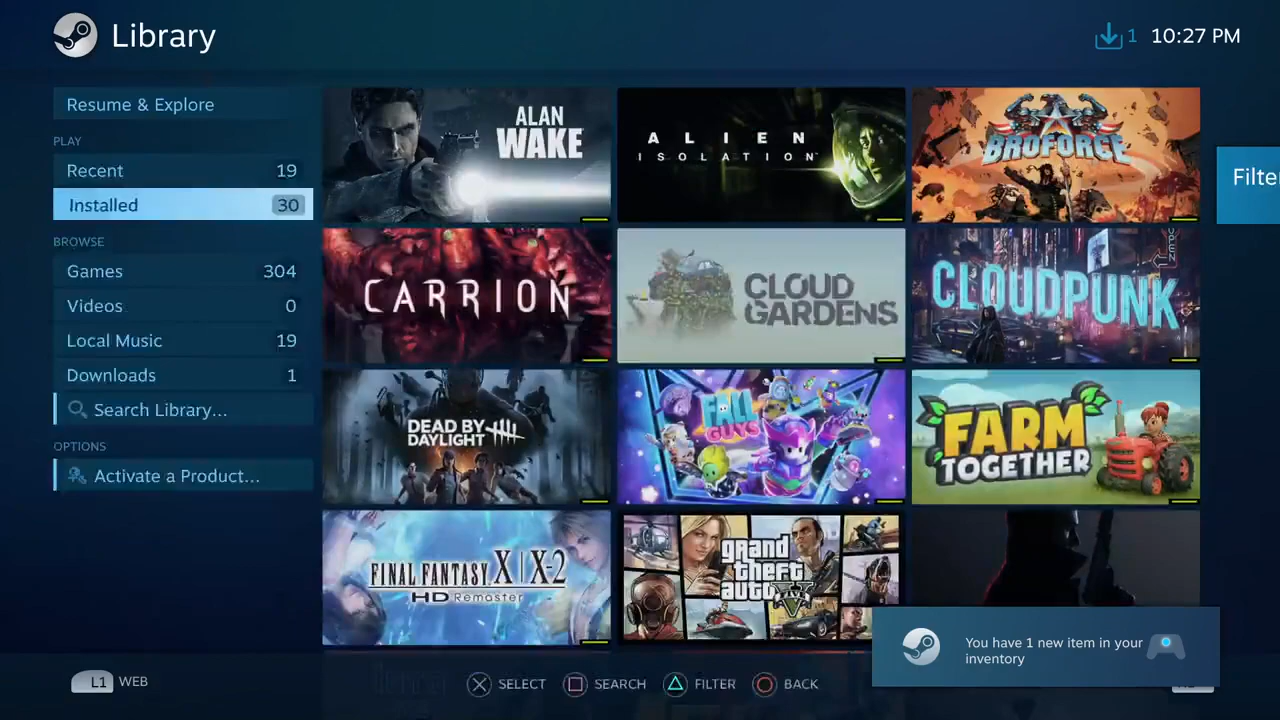 Library
1 10:27 PM
Resume & Explore
PLAY
Recent 19
Installed 30
BROWSE
Games 304
Videos 0
Local Music 19
Downloads 1
Search Library...
OPTIONS
Activate a Product...
ALAN
WAKE
ALIEN
ISOLATION
BROFORCE
CARRION
CLOUD
GARDENS
CLOUDPUNK
DEAD BY
DAYLIGHT
FALL
GUYS
FARM
TOGETHER
FINAL FANTASY X|X-2
HD Remaster
grand
theft
auto
FIVE
Filte
You have 1 new item in your
inventory
L1 WEB
SELECT
SEARCH
FILTER
BACK